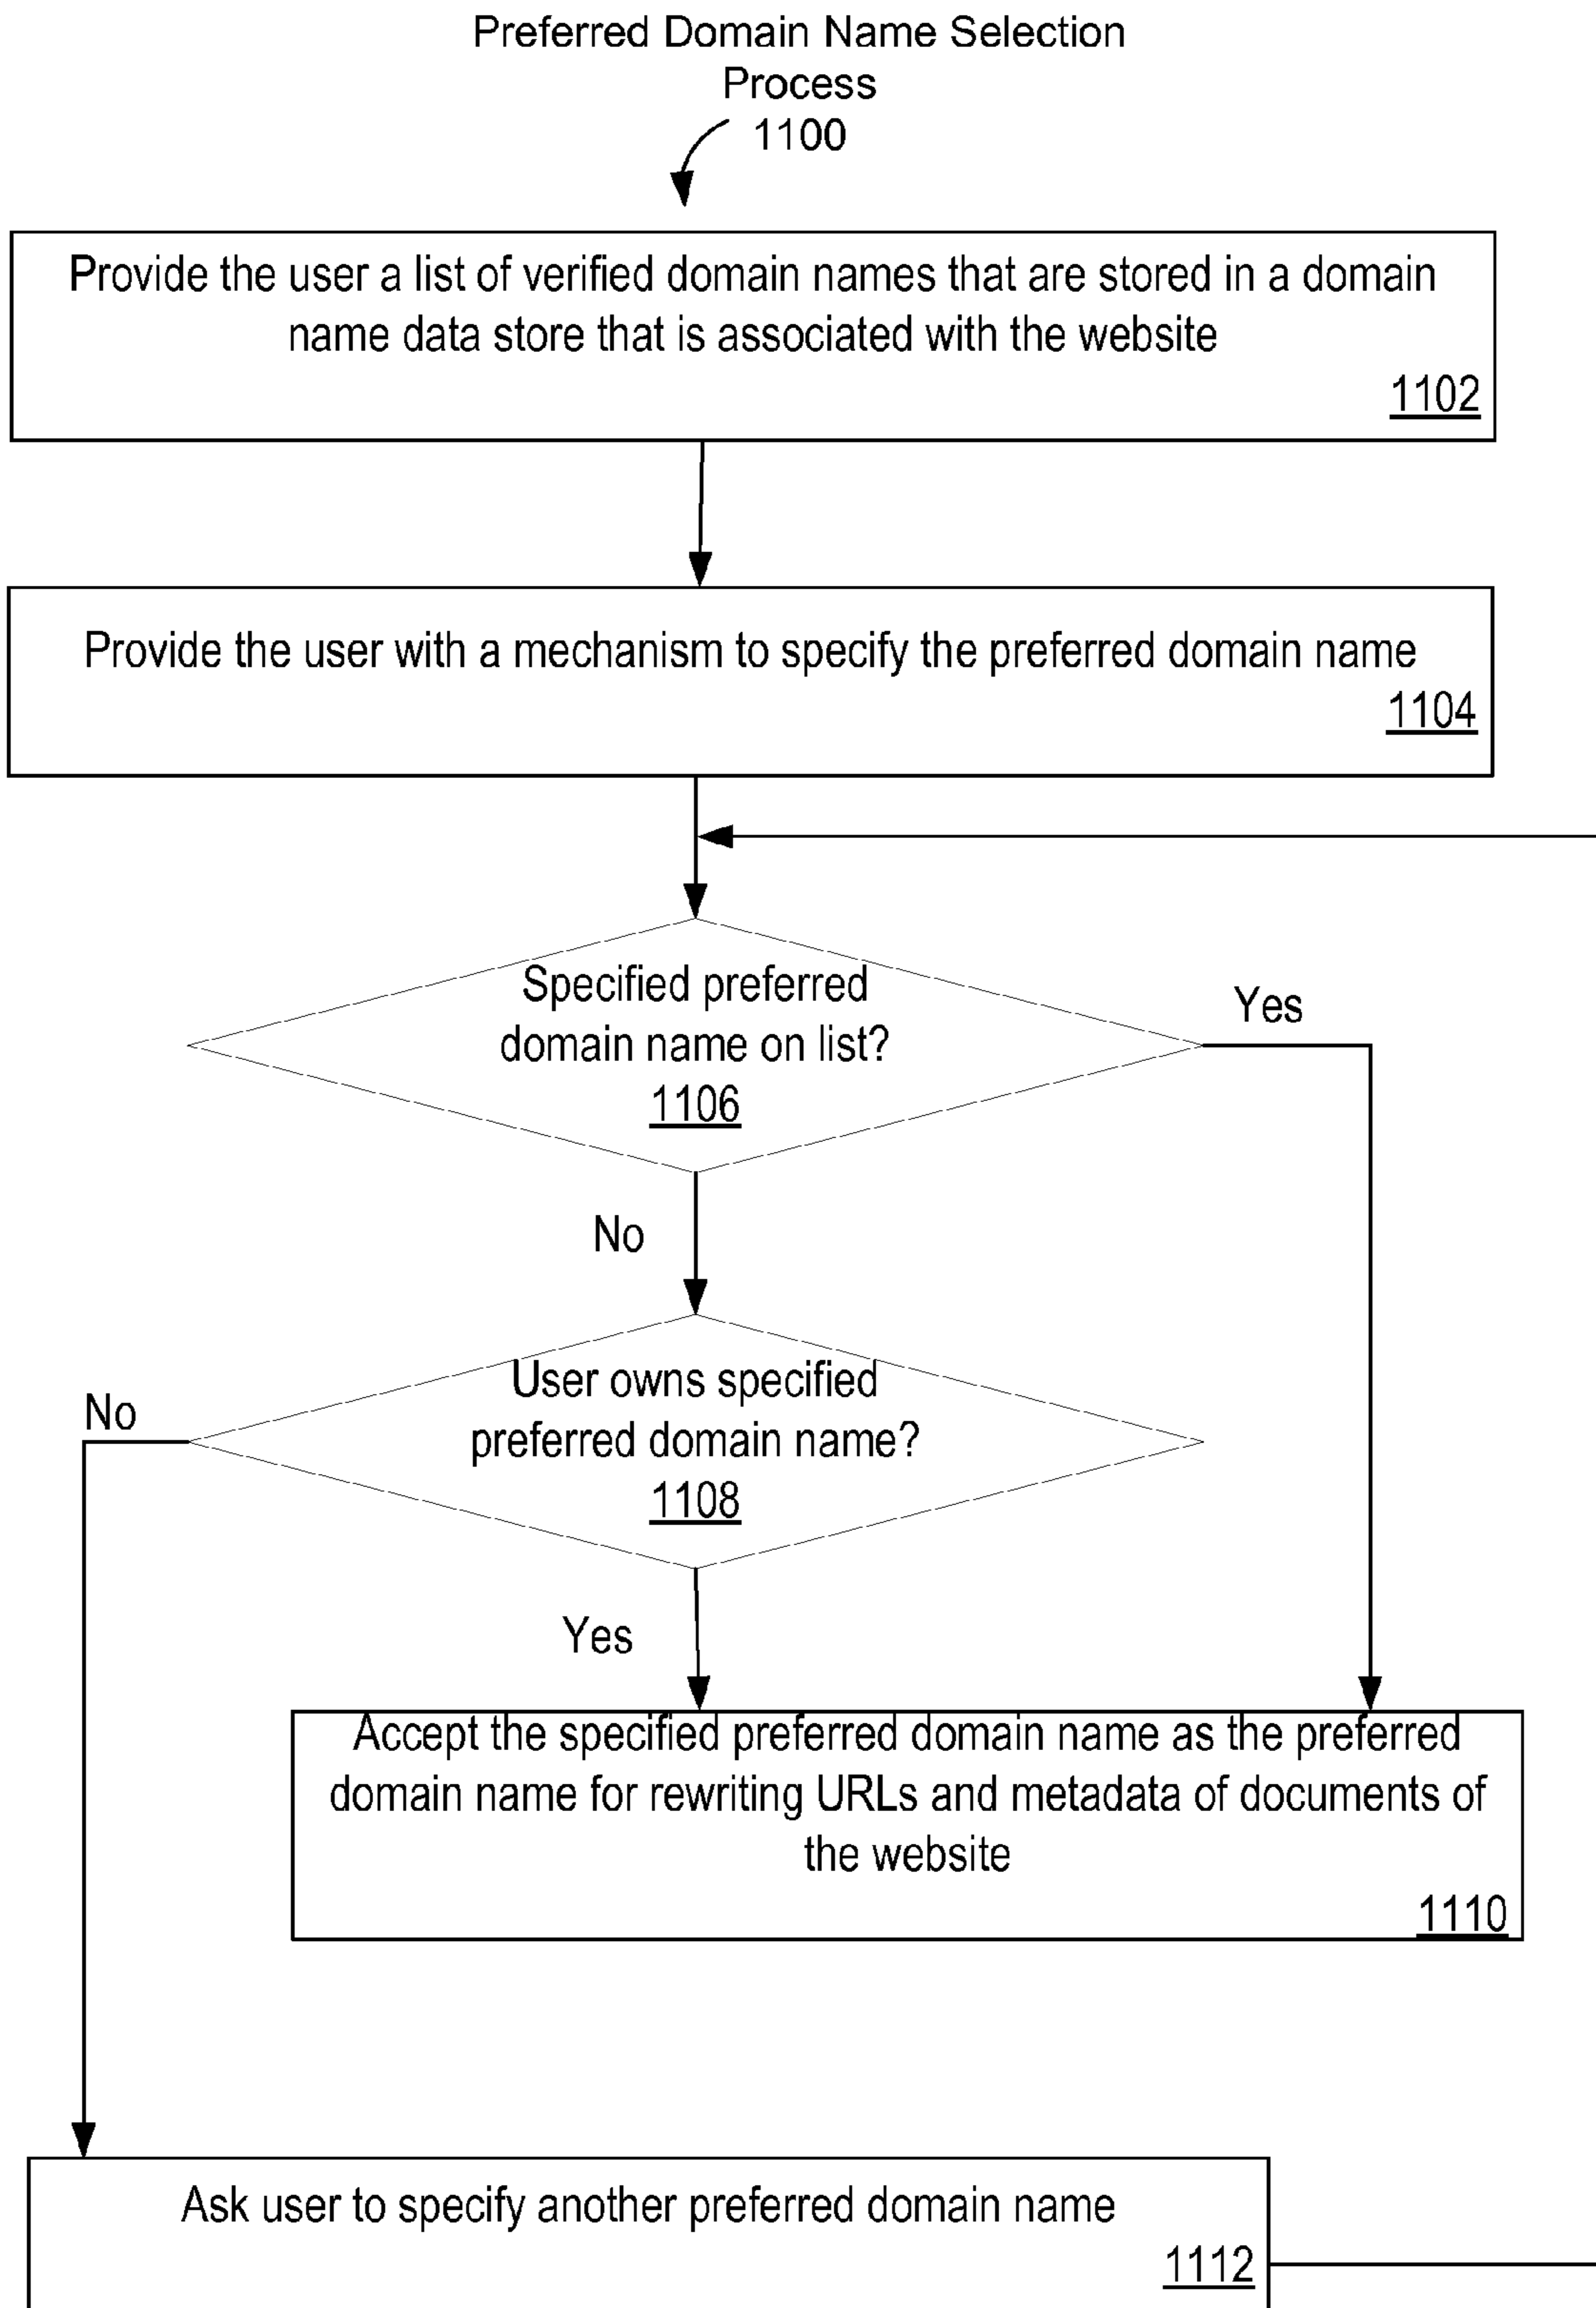 Preferred Domain Name Selection
Process
1100
Provide the user a list of verified domain names that are stored in a domain
name data store that is associated with the website
1102
Provide the user with a mechanism to specify the preferred domain name
1104
Specified preferred
domain name on list?
1106
Yes
No
User owns specified
preferred domain name?
1108
No
Yes
Accept the specified preferred domain name as the preferred
domain name for rewriting URLs and metadata of documents of
the website
1110
Ask user to specify another preferred domain name
1112